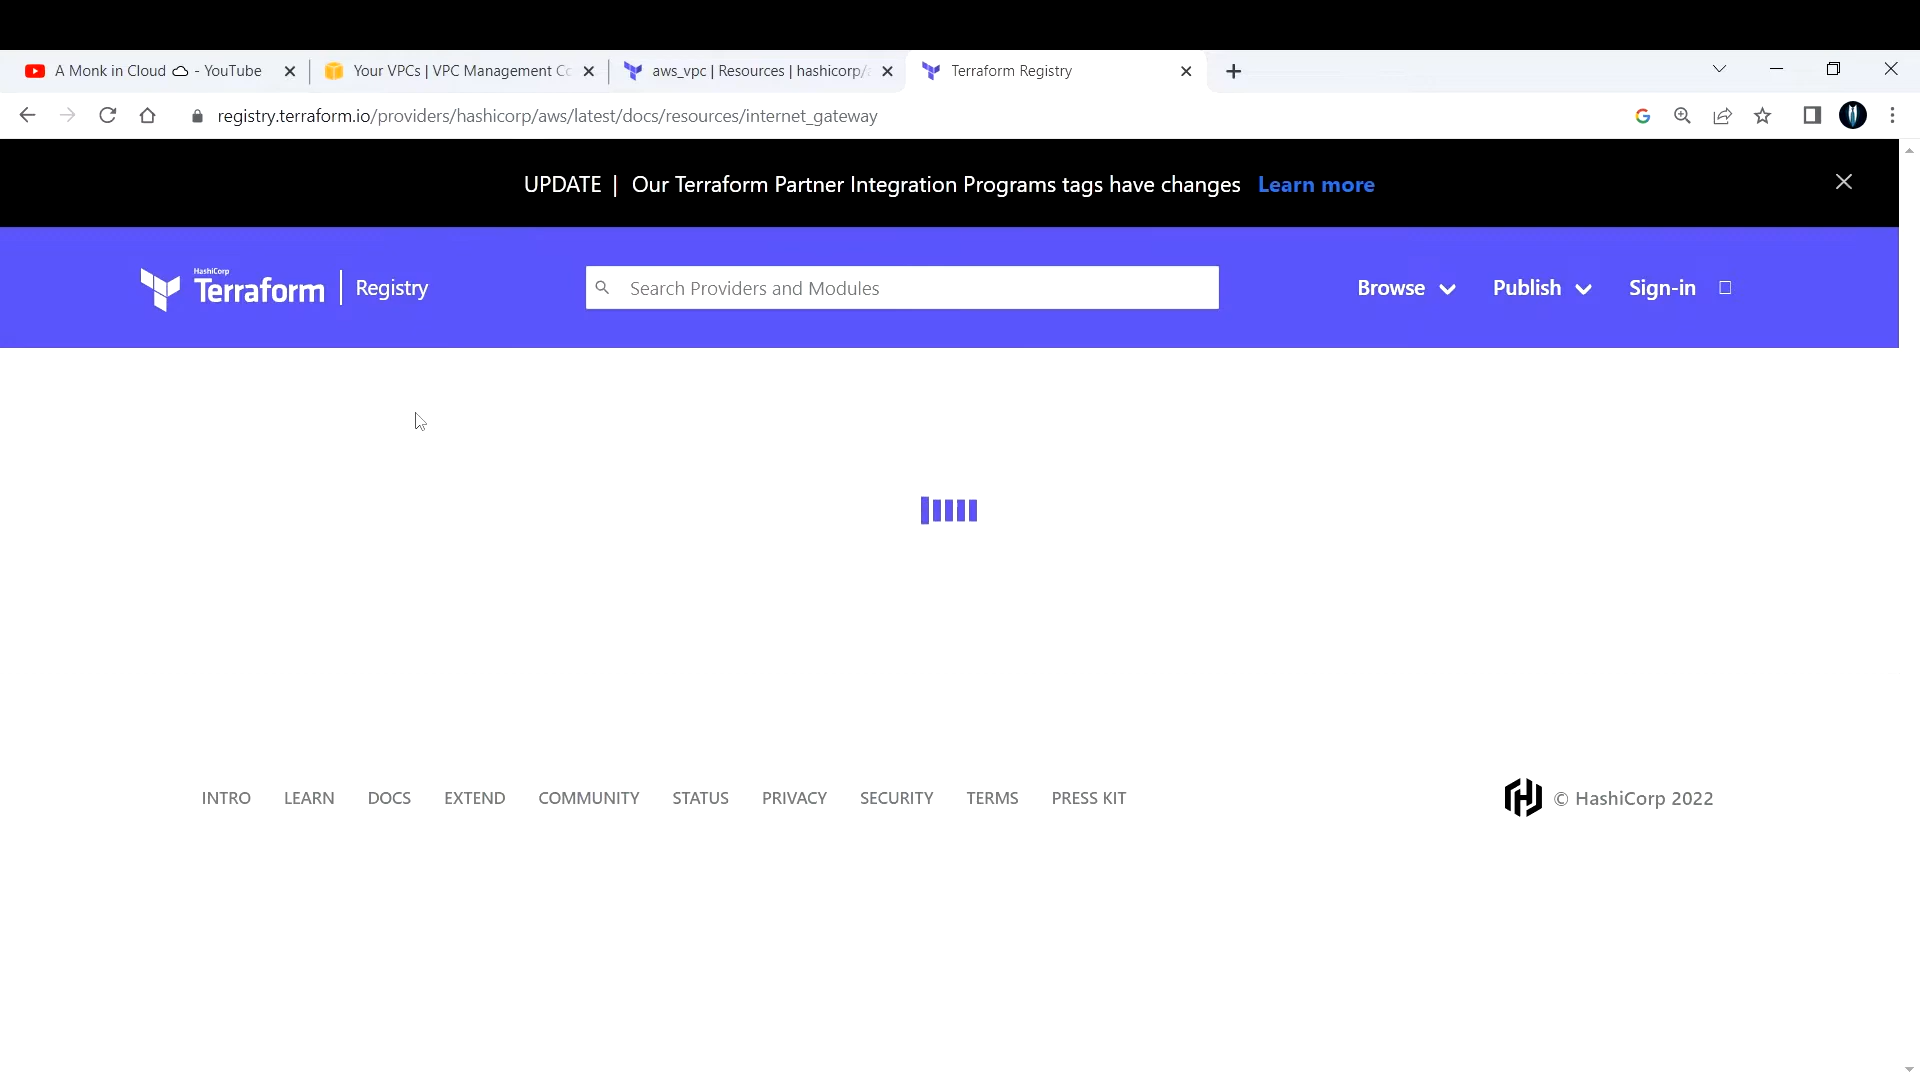 A Monk in Cloud - YouTube
Your VPCs | VPC Management Co
aws_vpc | Resources | hashicorp/a
Terraform Registry
registry.terraform.io/providers/hashicorp/aws/latest/docs/resources/internet_gateway
UPDATE | Our Terraform Partner Integration Programs tags have changes Learn more
HashiCorp
Terraform | Registry
Search Providers and Modules
Browse
Publish
Sign-in
INTRO
LEARN
DOCS
EXTEND
COMMUNITY
STATUS
PRIVACY
SECURITY
TERMS
PRESS KIT
© HashiCorp 2022